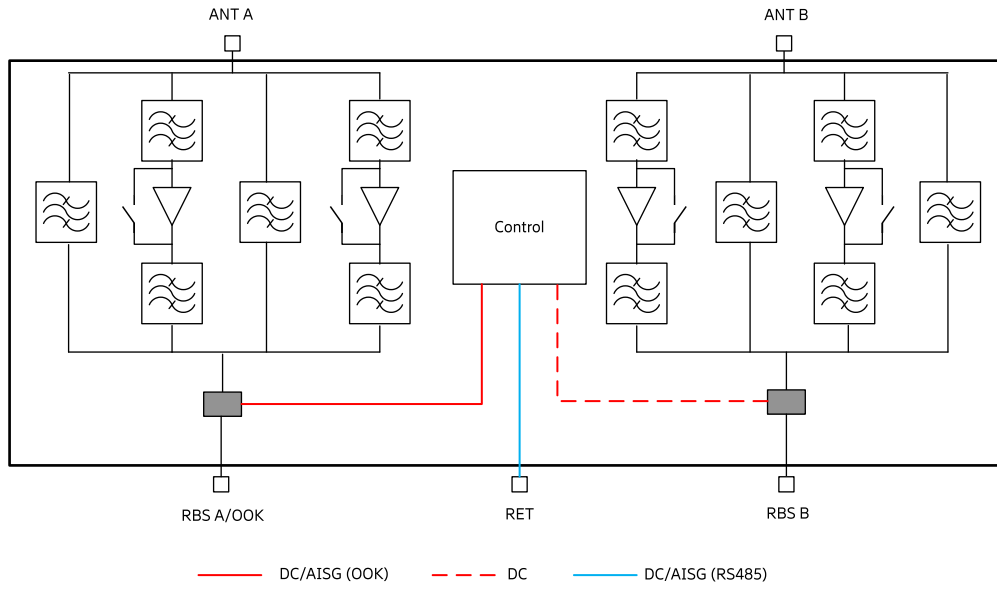 ANT A
ANT B
Control
RBS A/OOK
RET
RBS B
DC/AISG (OOK)
DC
DC/AISG (RS485)